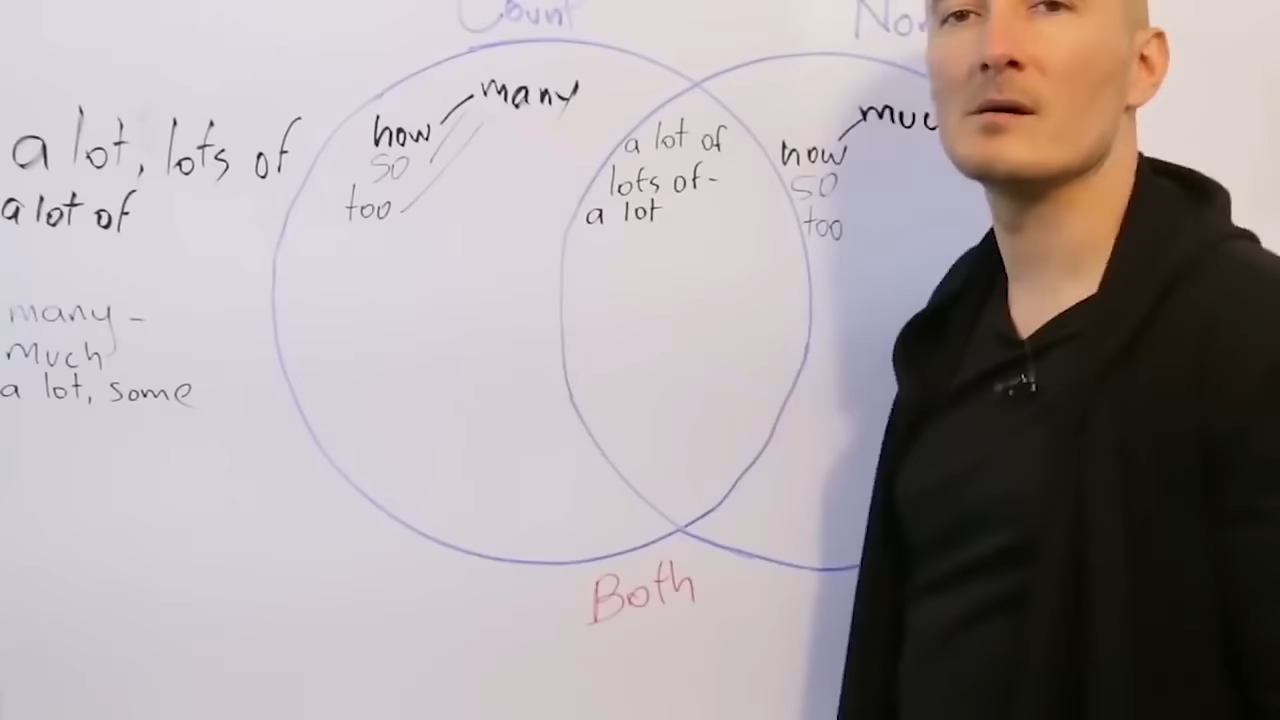 Count
a lot, lots of
a lot of
many -
much
a lot, some
many
how
so
too
a lot of
lots of-
a lot
how
so
too
Both